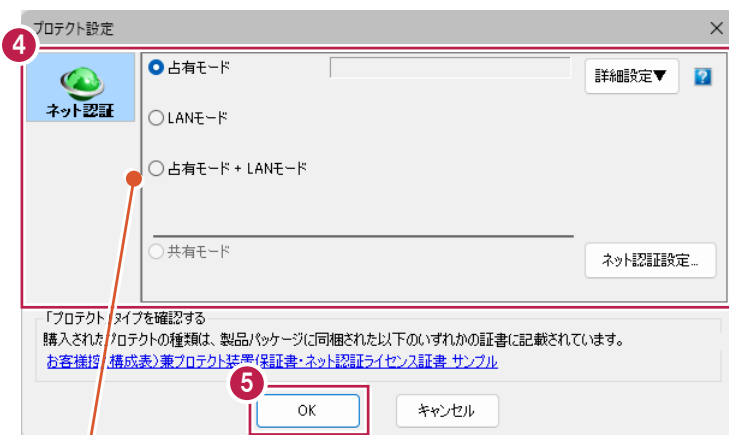 プロテクト設定
4
占有モード
詳細設定▼
?
ネット認証
LANモード
占有モード + LANモード
共有モード
ネット認証設定...
「プロテクト」タイプを確認する
購入されたプロテクトの種類は、製品パッケージに同梱された以下のいずれかの証書に記載されています。
お客様控(構成表)兼プロテクト装置保証書・ネット認証ライセンス証書 サンプル
5
OK
キャンセル